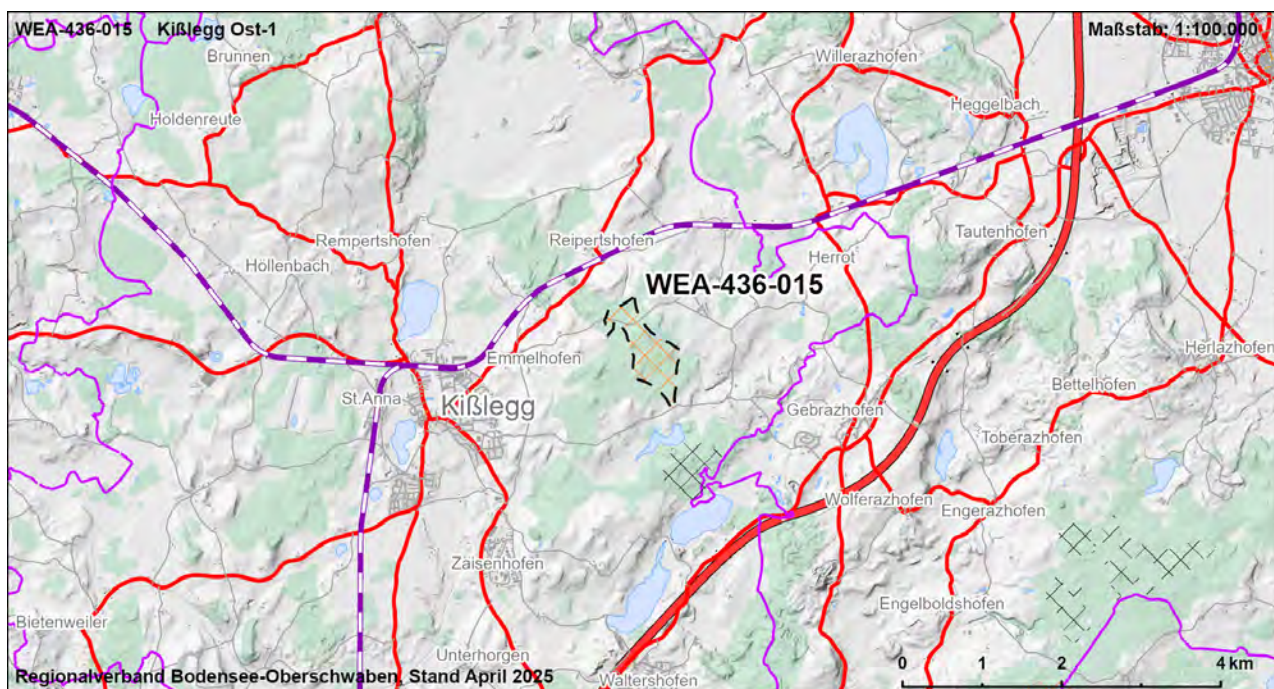 WEA-436-015 Kißlegg Ost-1
Maßstab: 1:100.000
Brunnen
Willerazhofen
Heggelbach
Holdenreute
Rempertshofen
Reipertshofen
Tautenhofen
Höllenbach
Herrot
WEA-436-015
Emmelhofen
Herlazhofen
St.Anna
Kißlegg
Bettelhofen
Gebrazhofen
Toberazhofen
Wolferazhofen
Engerazhofen
Zaisenhofen
Engelboldshofen
Bietenweiler
Unterhorgen
Waltershofen
0 1 2 4 km
Regionalverband Bodensee-Oberschwaben, Stand April 2025